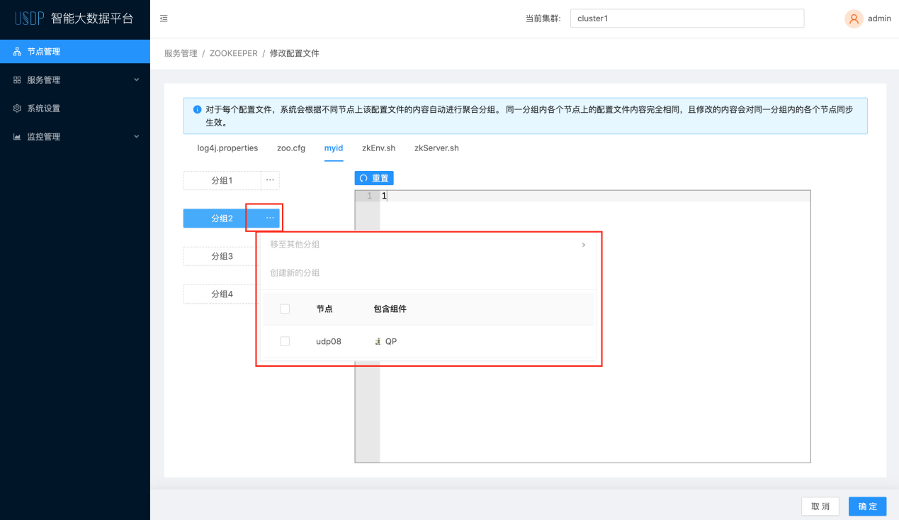 USDP 智能大数据平台
当前集群:
cluster1
admin
节点管理
服务管理
系统设置
监控管理
服务管理 / ZOOKEEPER / 修改配置文件
对于每个配置文件，系统会根据不同节点上该配置文件的内容自动进行聚合分组。 同一分组内各个节点上的配置文件内容完全相同，且修改的内容会对同一分组内的各个节点同步
生效。
log4j.properties
zoo.cfg
myid
zkEnv.sh
zkServer.sh
分组1
···
重置
1
1
分组2
···
分组3
分组4
移至其他分组
创建新的分组
节点
包含组件
udp08
QP
取 消
确 定